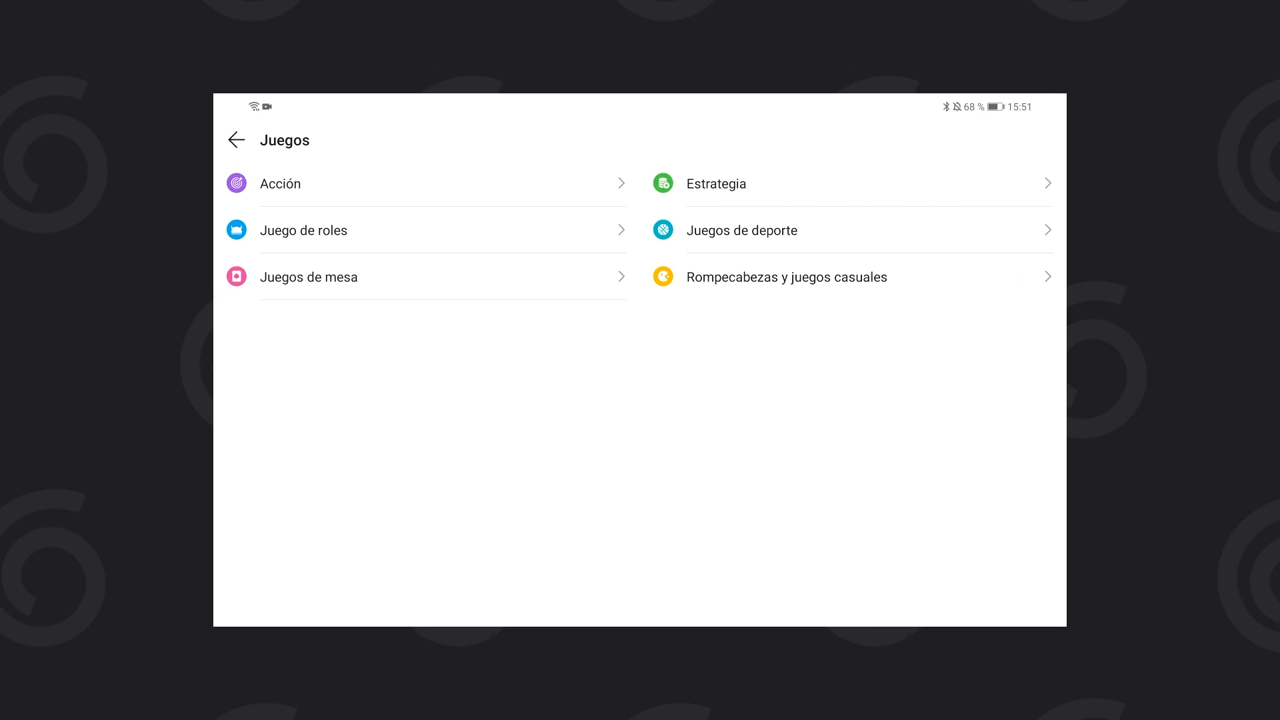 68 % 15:51
Juegos
Acción
Estrategia
Juego de roles
Juegos de deporte
Juegos de mesa
Rompecabezas y juegos casuales